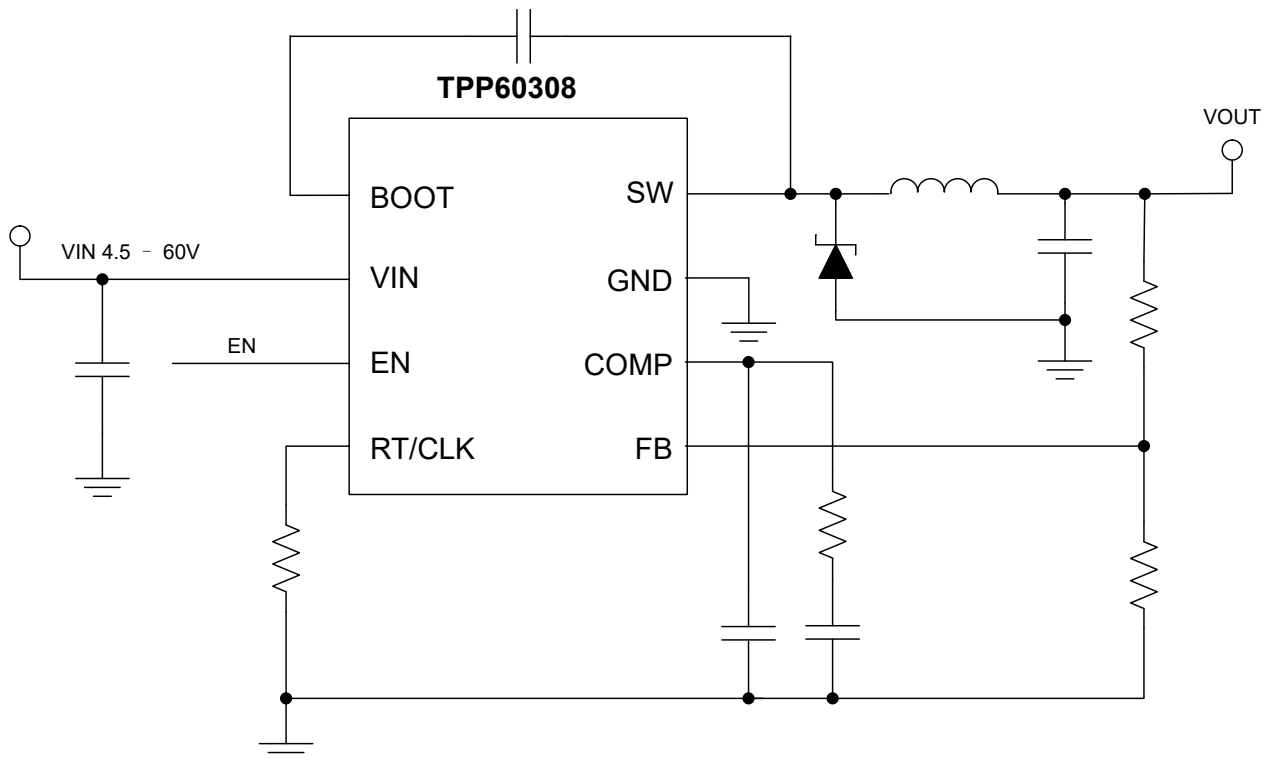 TPP60308
VOUT
BOOT
SW
VIN 4.5 - 60V
VIN
GND
EN
EN
COMP
RT/CLK
FB